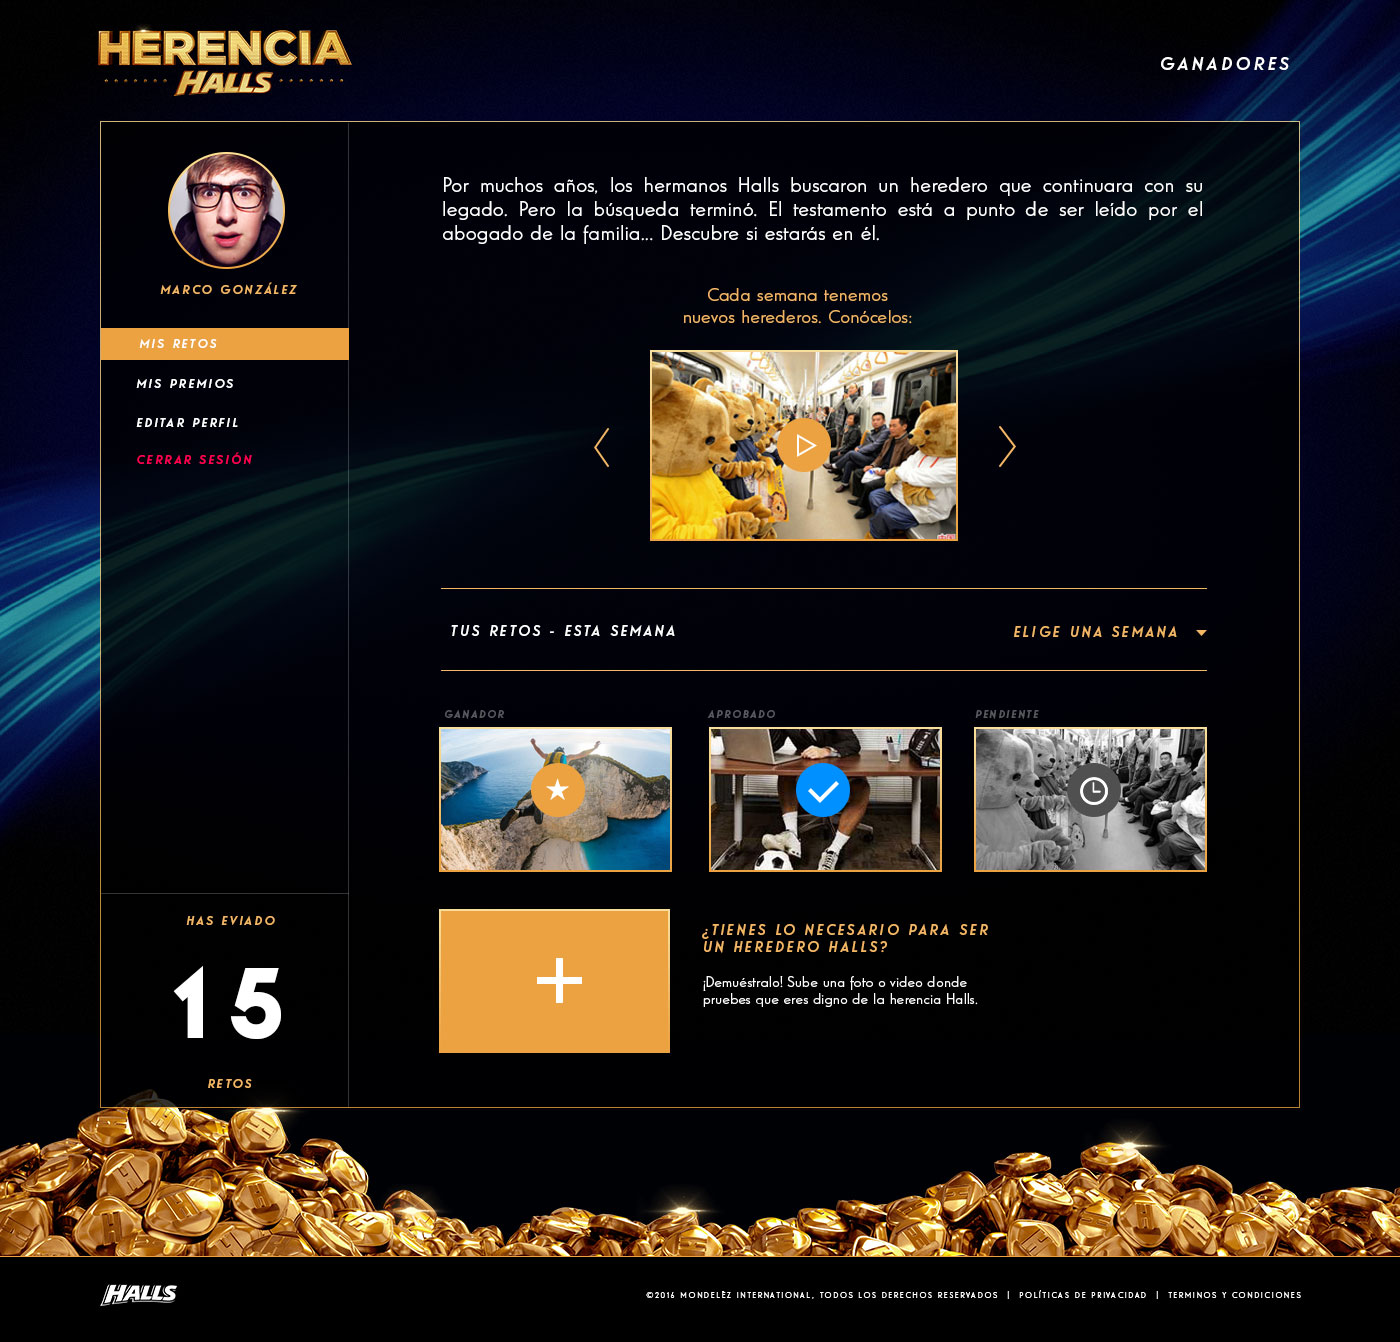 HERENCIA
HALLS
GANADORES
MARCO GONZÁLEZ
MIS RETOS
MIS PREMIOS
EDITAR PERFIL
CERRAR SESIÓN
HAS EVIADO
15
RETOS
Por muchos años, los hermanos Halls buscaron un heredero que continuara con su
legado. Pero la búsqueda terminó. El testamento está a punto de ser leído por el
abogado de la familia... Descubre si estarás en él.
Cada semana tenemos
nuevos herederos. Conócelos:
TUS RETOS - ESTA SEMANA
ELIGE UNA SEMANA
GANADOR
APROBADO
PENDIENTE
¿TIENES LO NECESARIO PARA SER
UN HEREDERO HALLS?
¡Demuéstralo! Sube una foto o video donde
pruebes que eres digno de la herencia Halls.
HALLS
©2016 MONDELĒZ INTERNATIONAL, TODOS LOS DERECHOS RESERVADOS | POLÍTICAS DE PRIVACIDAD | TERMINOS Y CONDICIONES